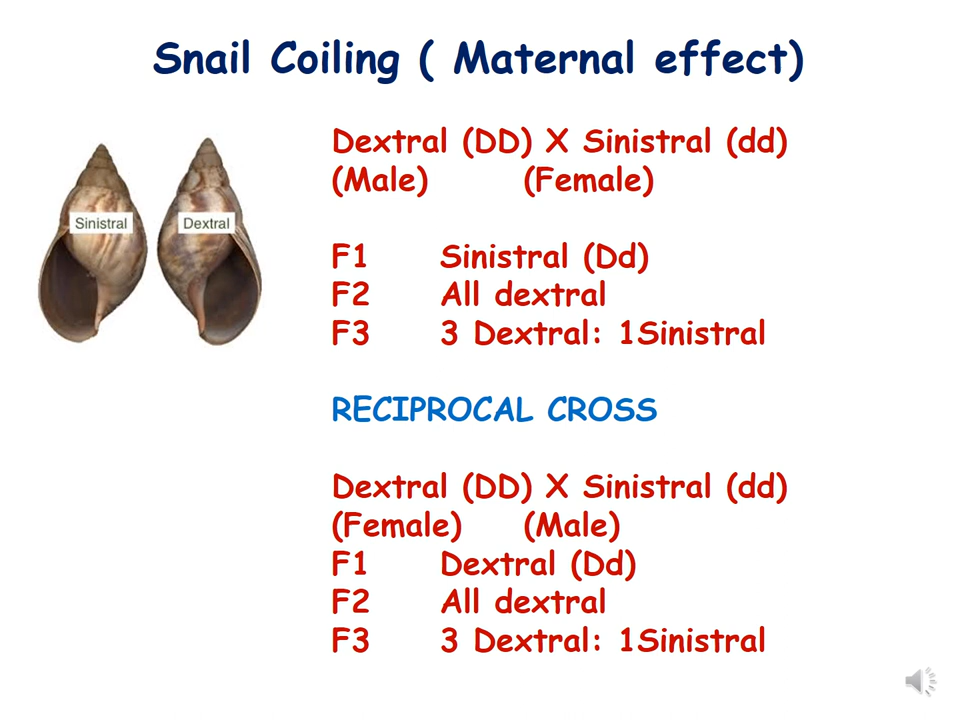 Snail Coiling ( Maternal effect)
Sinistral
Dextral
Dextral (DD) X Sinistral (dd)
(Male) (Female)
F1 Sinistral (Dd)
F2 All dextral
F3 3 Dextral: 1Sinistral
RECIPROCAL CROSS
Dextral (DD) X Sinistral (dd)
(Female) (Male)
F1 Dextral (Dd)
F2 All dextral
F3 3 Dextral: 1Sinistral